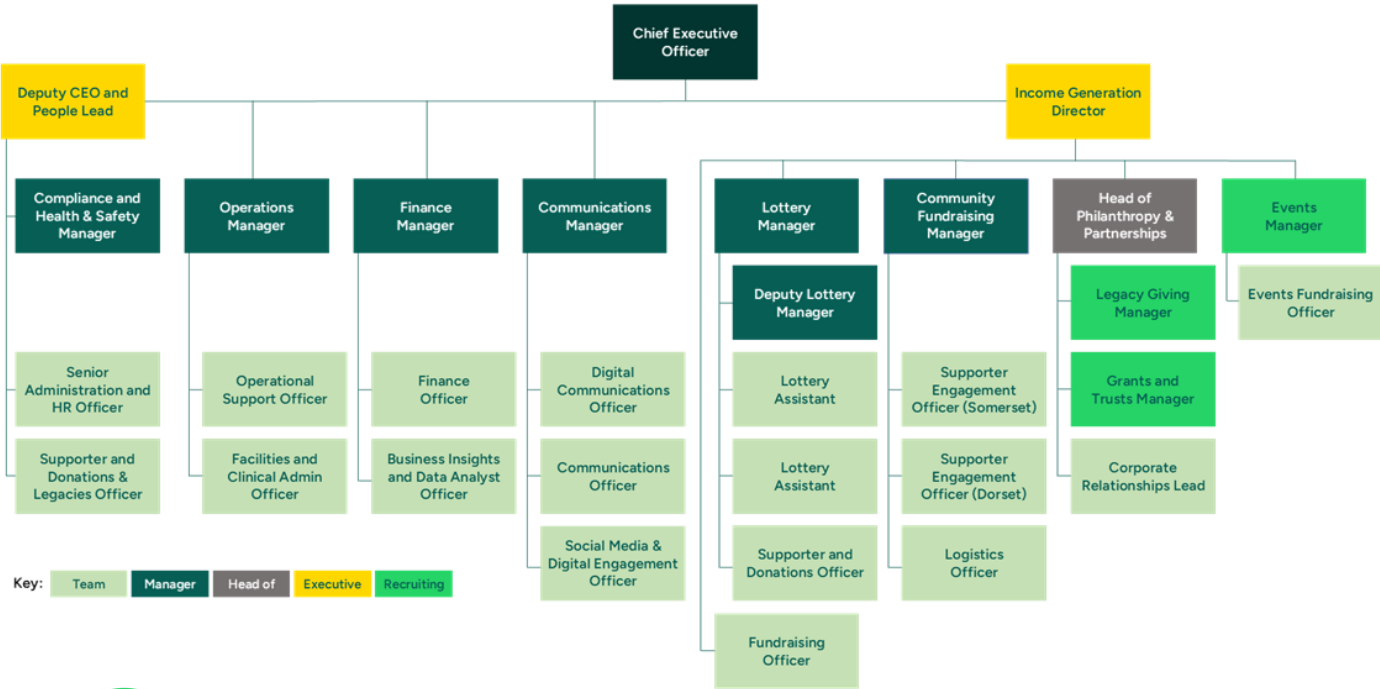 Chief Executive
Officer
Deputy CEO and
People Lead
Income Generation
Director
Compliance and
Health & Safety
Manager
Operations
Manager
Finance
Manager
Communications
Manager
Lottery
Manager
Community
Fundraising
Manager
Head of
Philanthropy &
Partnerships
Events
Manager
Deputy Lottery
Manager
Legacy Giving
Manager
Events Fundraising
Officer
Senior
Administration and
HR Officer
Operational
Support Officer
Finance
Officer
Digital
Communications
Officer
Lottery
Assistant
Supporter
Engagement
Officer (Somerset)
Grants and
Trusts Manager
Supporter and
Donations &
Legacies Officer
Facilities and
Clinical Admin
Officer
Business Insights
and Data Analyst
Officer
Communications
Officer
Lottery
Assistant
Supporter
Engagement
Officer (Dorset)
Corporate
Relationships Lead
Social Media &
Digital Engagement
Officer
Supporter and
Donations Officer
Logistics
Officer
Key: Team Manager Head of Executive Recruiting
Fundraising
Officer